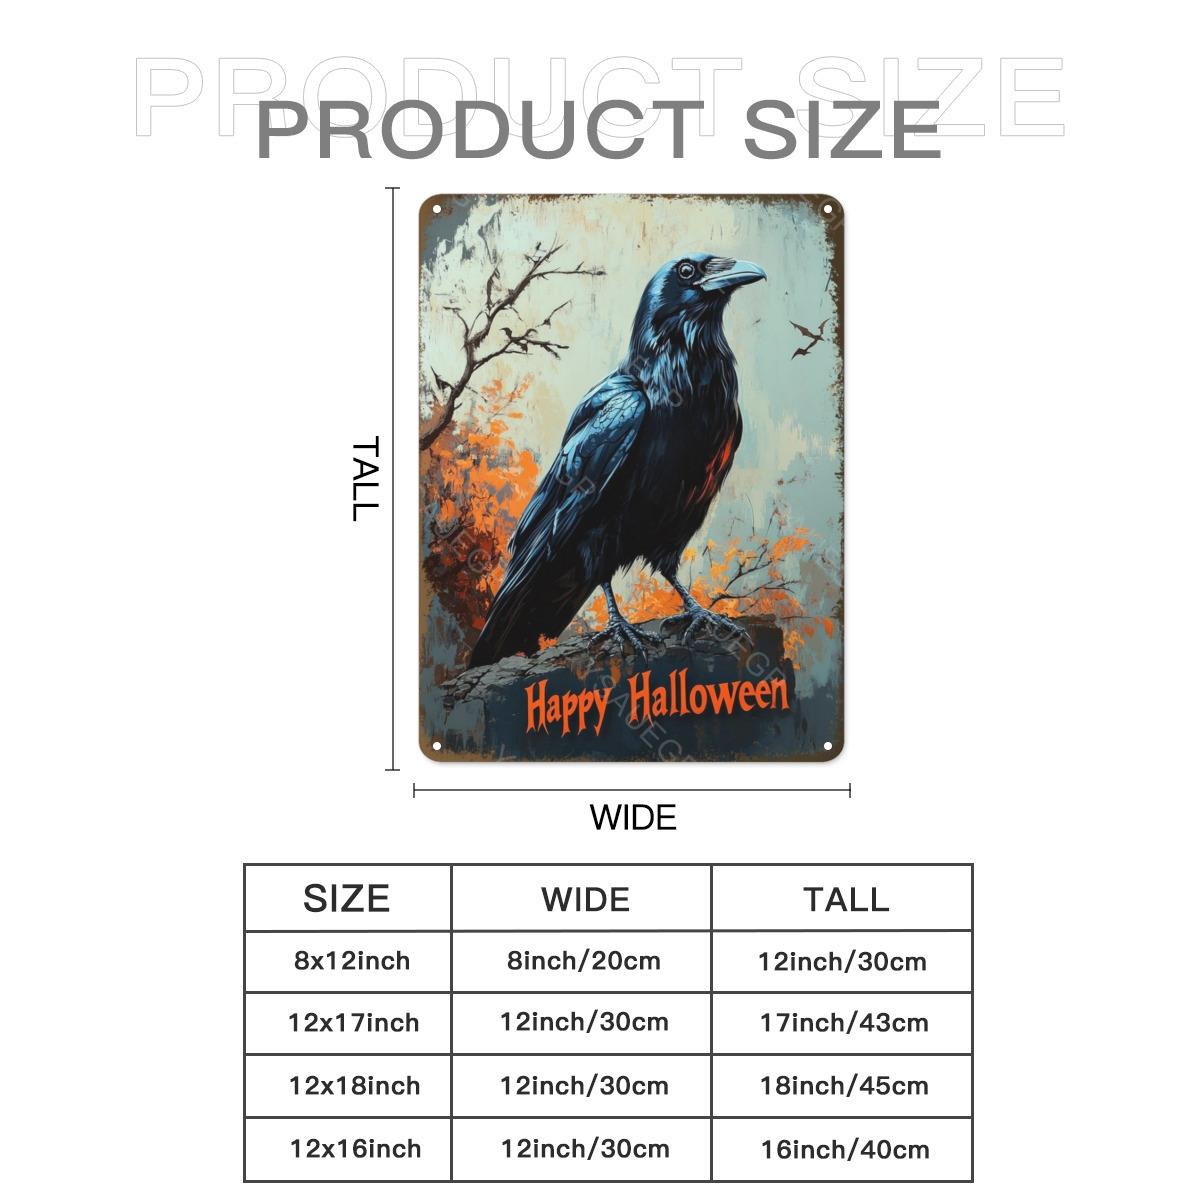 PRODUCT SIZE
PRODUCT SIZE
TALL
Happy Halloween
WIDE
SIZE WIDE TALL
8x12inch 8inch/20cm 12inch/30cm
12x17inch 12inch/30cm 17inch/43cm
12x18inch 12inch/30cm 18inch/45cm
12x16inch 12inch/30cm 16inch/40cm